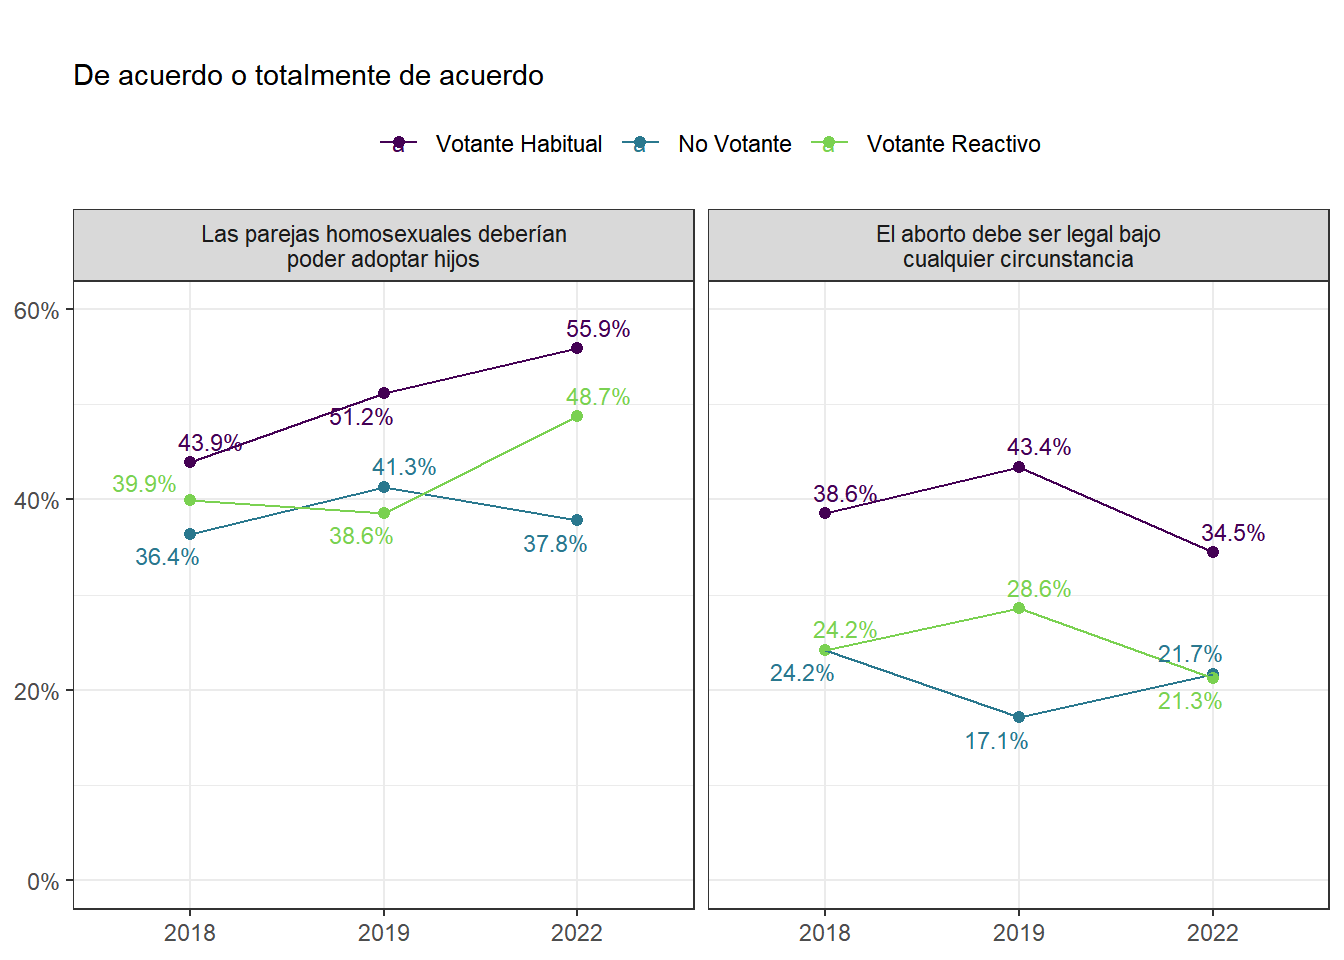 De acuerdo o totalmente de acuerdo
a Votante Habitual a No Votante a Votante Reactivo
Las parejas homosexuales deberían
poder adoptar hijos
El aborto debe ser legal bajo
cualquier circunstancia
60%
40%
20%
0%
55.9%
48.7%
51.2%
43.9%
41.3%
39.9%
38.6%
37.8%
36.4%
43.4%
38.6%
34.5%
28.6%
24.2%
21.7%
24.2%
21.3%
17.1%
2018 2019 2022
2018 2019 2022